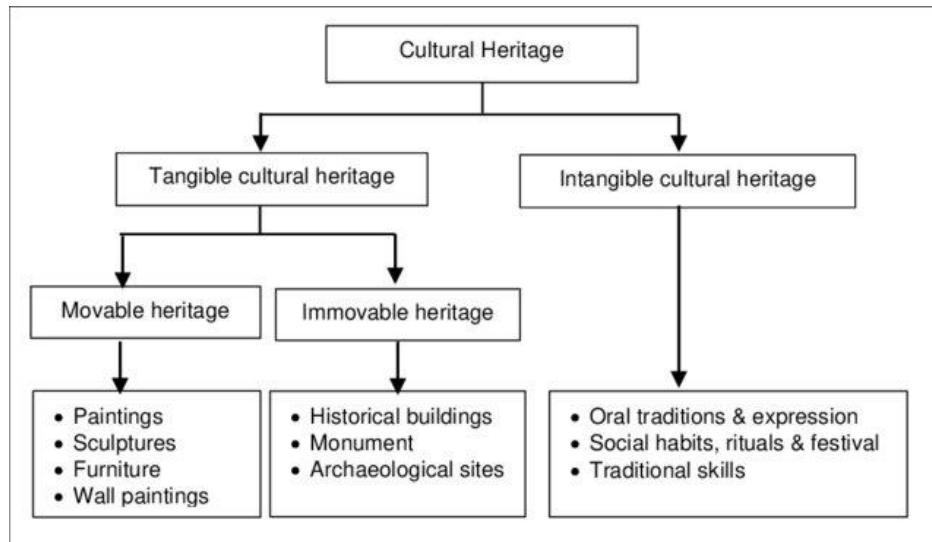 Cultural Heritage
Tangible cultural heritage
Intangible cultural heritage
Movable heritage
Immovable heritage
• Paintings
• Sculptures
• Furniture
• Wall paintings
• Historical buildings
• Monument
• Archaeological sites
• Oral traditions & expression
• Social habits, rituals & festival
• Traditional skills